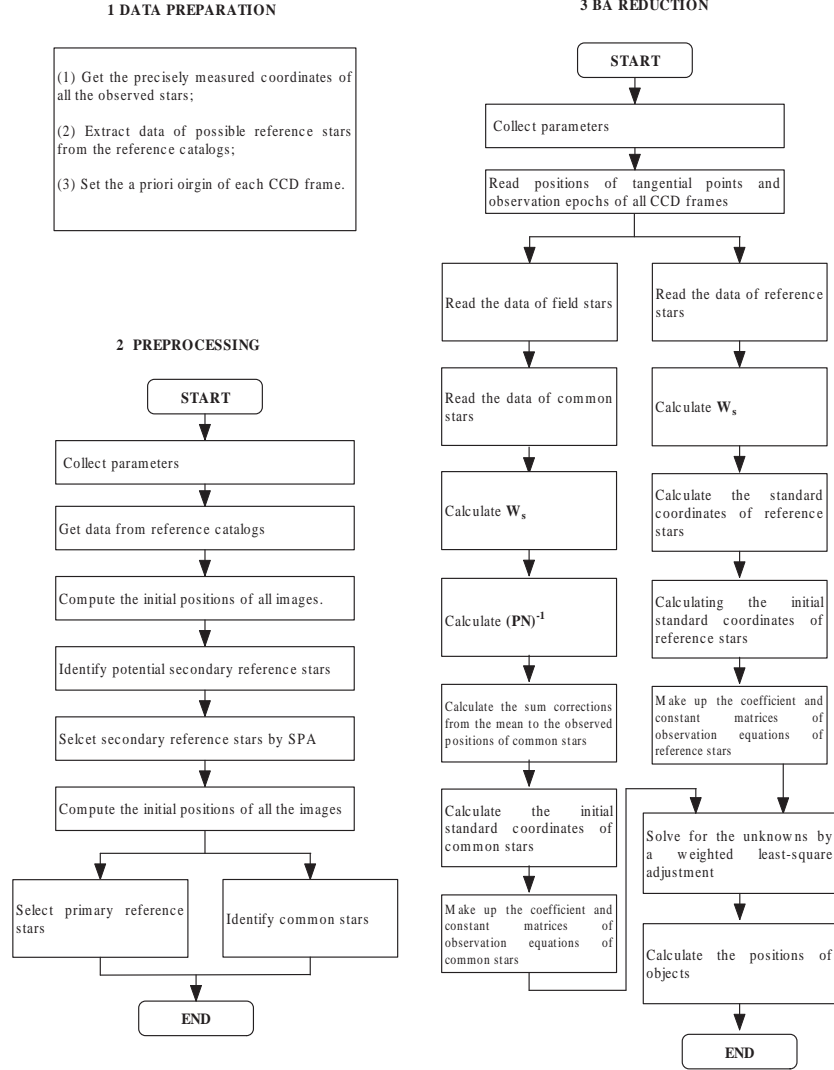 1 DATA PREPARATION
(1) Get the precisely measured coordinates of
all the observed stars;
(2) Extract data of possible reference stars
from the reference catalogs;
(3) Set the a priori oirgin of each CCD frame.
2 PREPROCESSING
START
Collect parameters
Get data from reference catalogs
Compute the initial positions of all images.
Identify potential secondary reference stars
Selcet secondary reference stars by SPA
Compute the initial positions of all the images
Select primary reference
stars
Identify common stars
END
3 BA REDUCTION
START
Collect parameters
Read positions of tangential points and
observation epochs of all CCD frames
Read the data of field stars
Read the data of common
stars
Calculate Ws
Calculate (PN)-1
Calculate the sum corrections
from the mean to the observed
positions of common stars
Calculate the initial
standard coordinates of
common stars
Make up the coefficient and
constant matrices of
observation equations of
common stars
Read the data of reference
stars
Calculate Ws
Calculate the standard
coordinates of reference
stars
Calculating the initial
standard coordinates of
reference stars
Make up the coefficient and
constant matrices of
observation equations of
reference stars
Solve for the unknowns by
a weighted least-square
adjustment
Calculate the positions of
objects
END